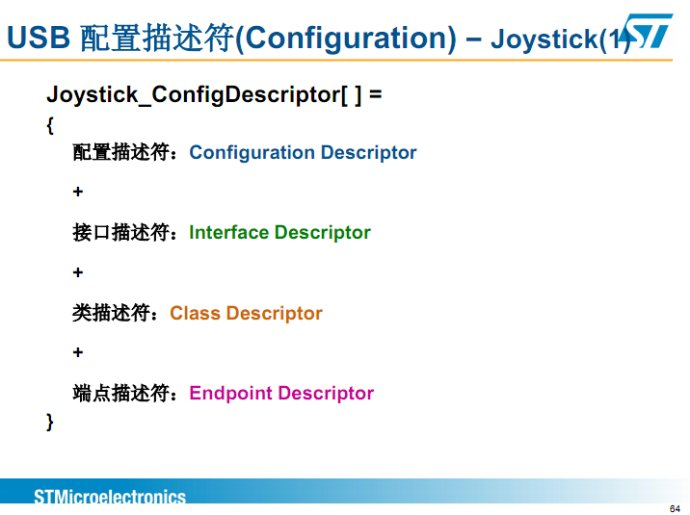 USB 配置描述符(Configuration) – Joystick(1)
ST
Joystick_ConfigDescriptor[ ] =
{
配置描述符：Configuration Descriptor
+
接口描述符：Interface Descriptor
+
类描述符：Class Descriptor
+
端点描述符：Endpoint Descriptor
}
STMicroelectronics
64